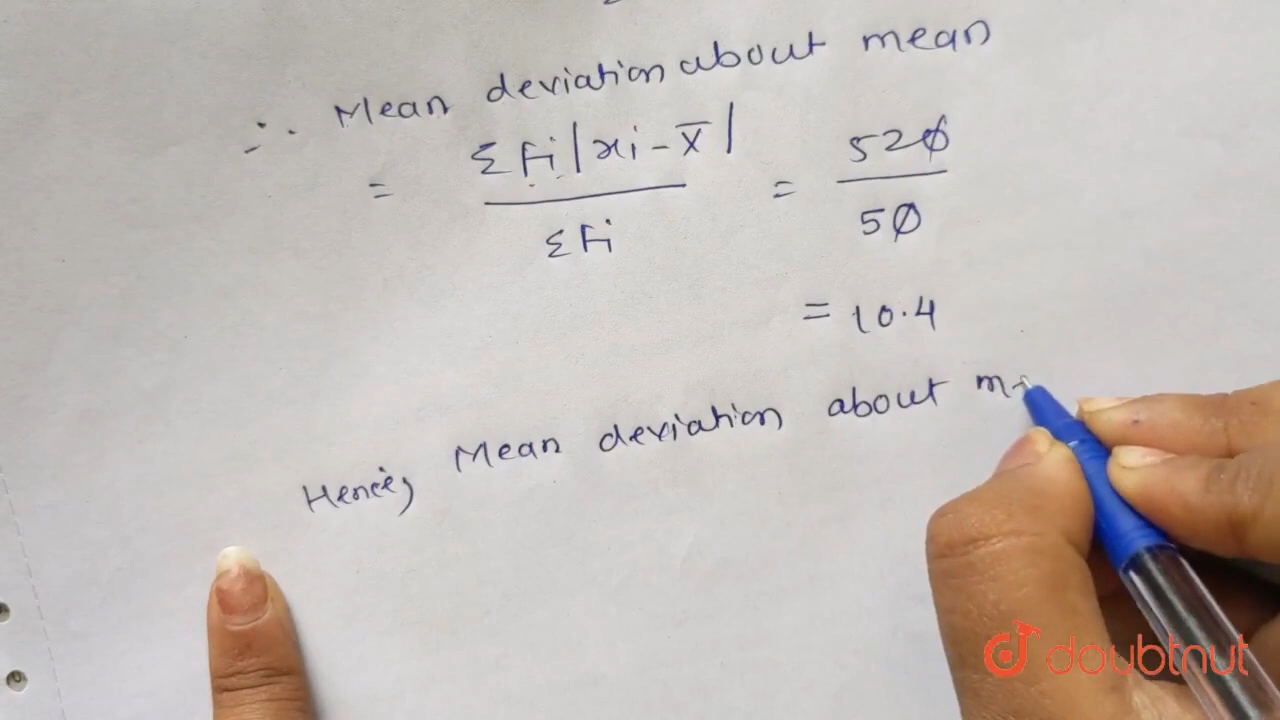 ∴ Mean deviation about mean
= Σfi|xi-x̄| / Σfi = 520 / 50
= 10.4
Hence, Mean deviation about m
doubtnut